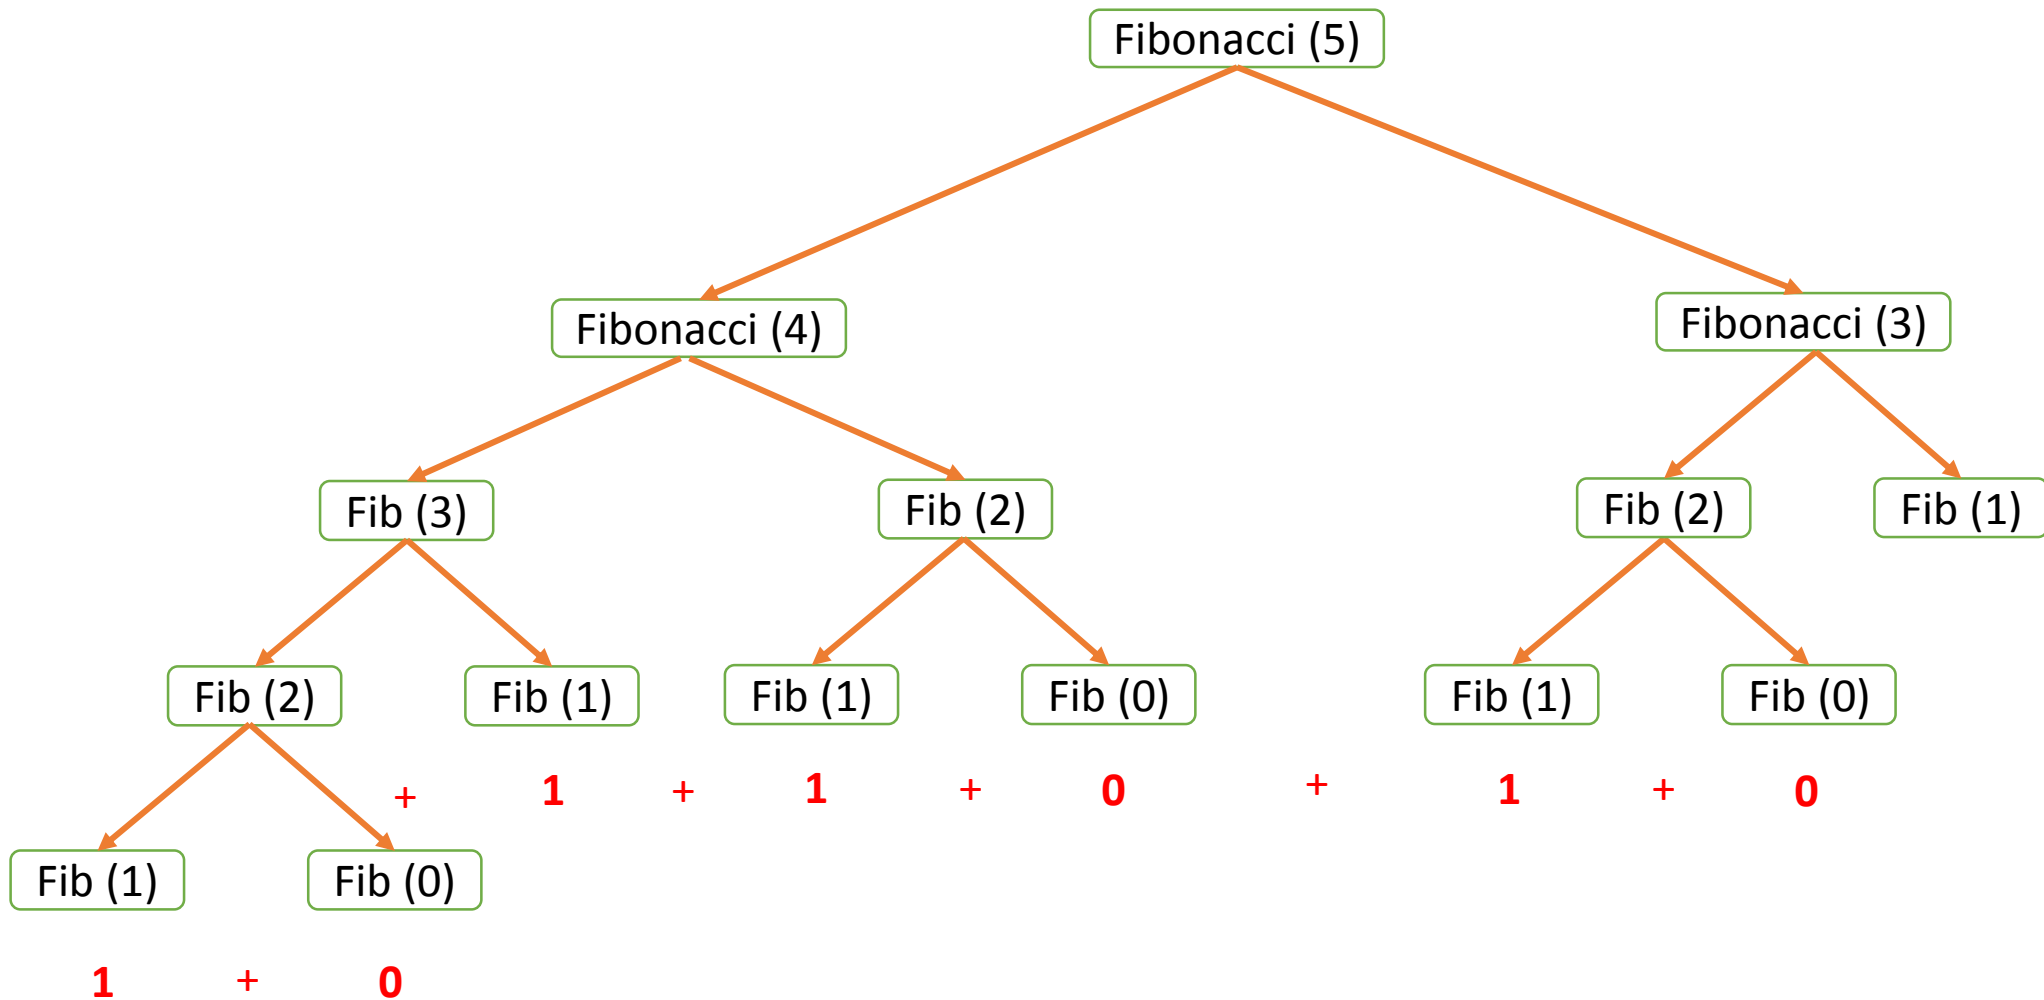 Fibonacci (5)
Fibonacci (4) Fibonacci (3)
Fib (3) Fib (2) Fib (2) Fib (1)
Fib (2) Fib (1) Fib (1) Fib (0) Fib (1) Fib (0)
+ 1 + 1 + 0 + 1 + 0
Fib (1) Fib (0)
1 + 0